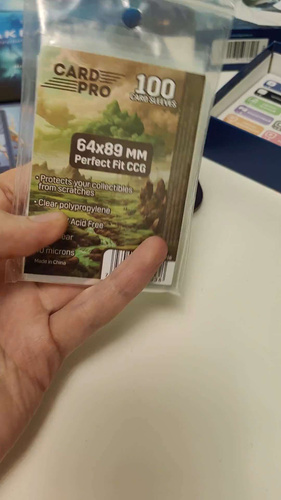 CARD
PRO
100
CARD SLEEVES
64x89 MM
Perfect Fit CCG
• Protects your collectibles
from scratches
• Clear polypropylene
Acid Free
microns
Made in China